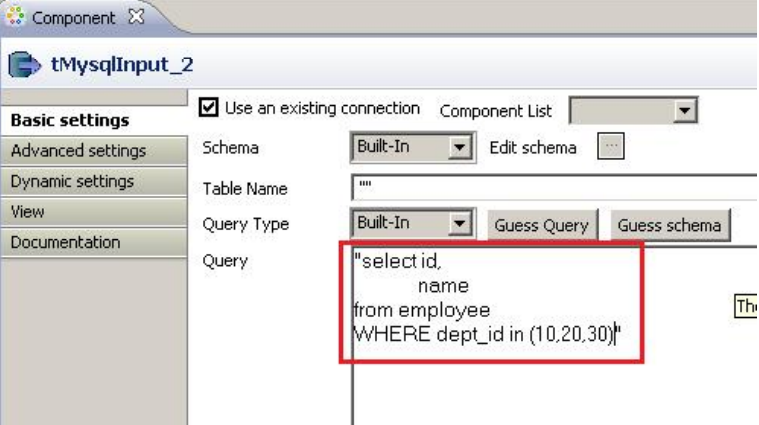 Component
tMysqlInput_2
Basic settings
Advanced settings
Dynamic settings
View
Documentation
Use an existing connection Component List
Schema Built-In Edit schema ...
Table Name ""
Query Type Built-In Guess Query Guess schema
Query
"select id,
name
from employee
WHERE dept_id in (10,20,30)"